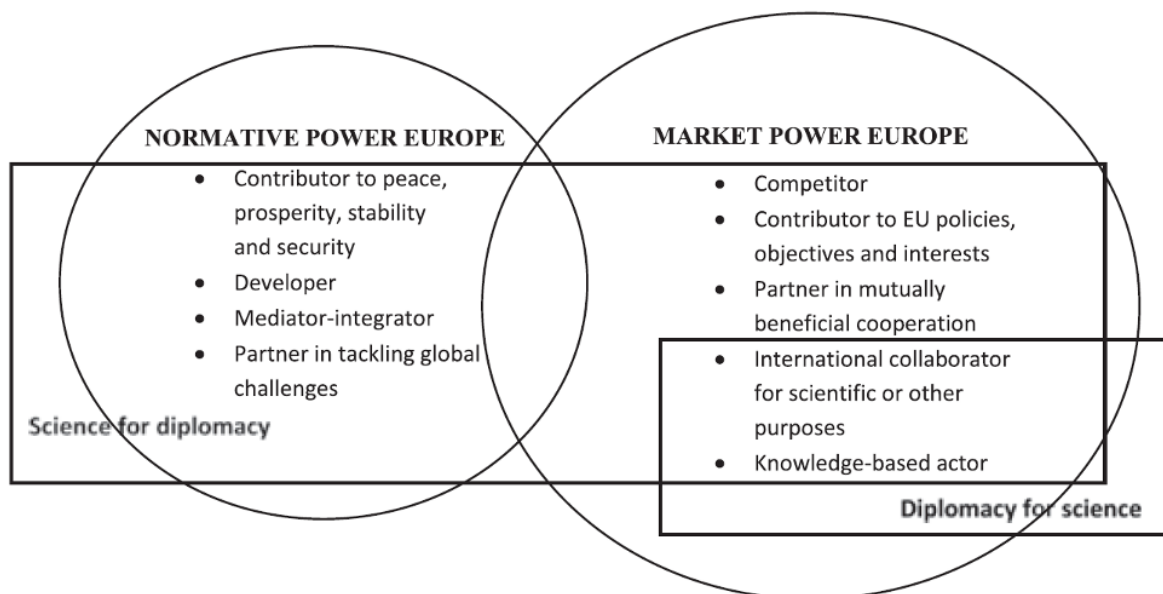 NORMATIVE POWER EUROPE
• Contributor to peace,
prosperity, stability
and security
• Developer
• Mediator-integrator
• Partner in tackling global
challenges
Science for diplomacy
MARKET POWER EUROPE
• Competitor
• Contributor to EU policies,
objectives and interests
• Partner in mutually
beneficial cooperation
• International collaborator
for scientific or other
purposes
• Knowledge-based actor
Diplomacy for science